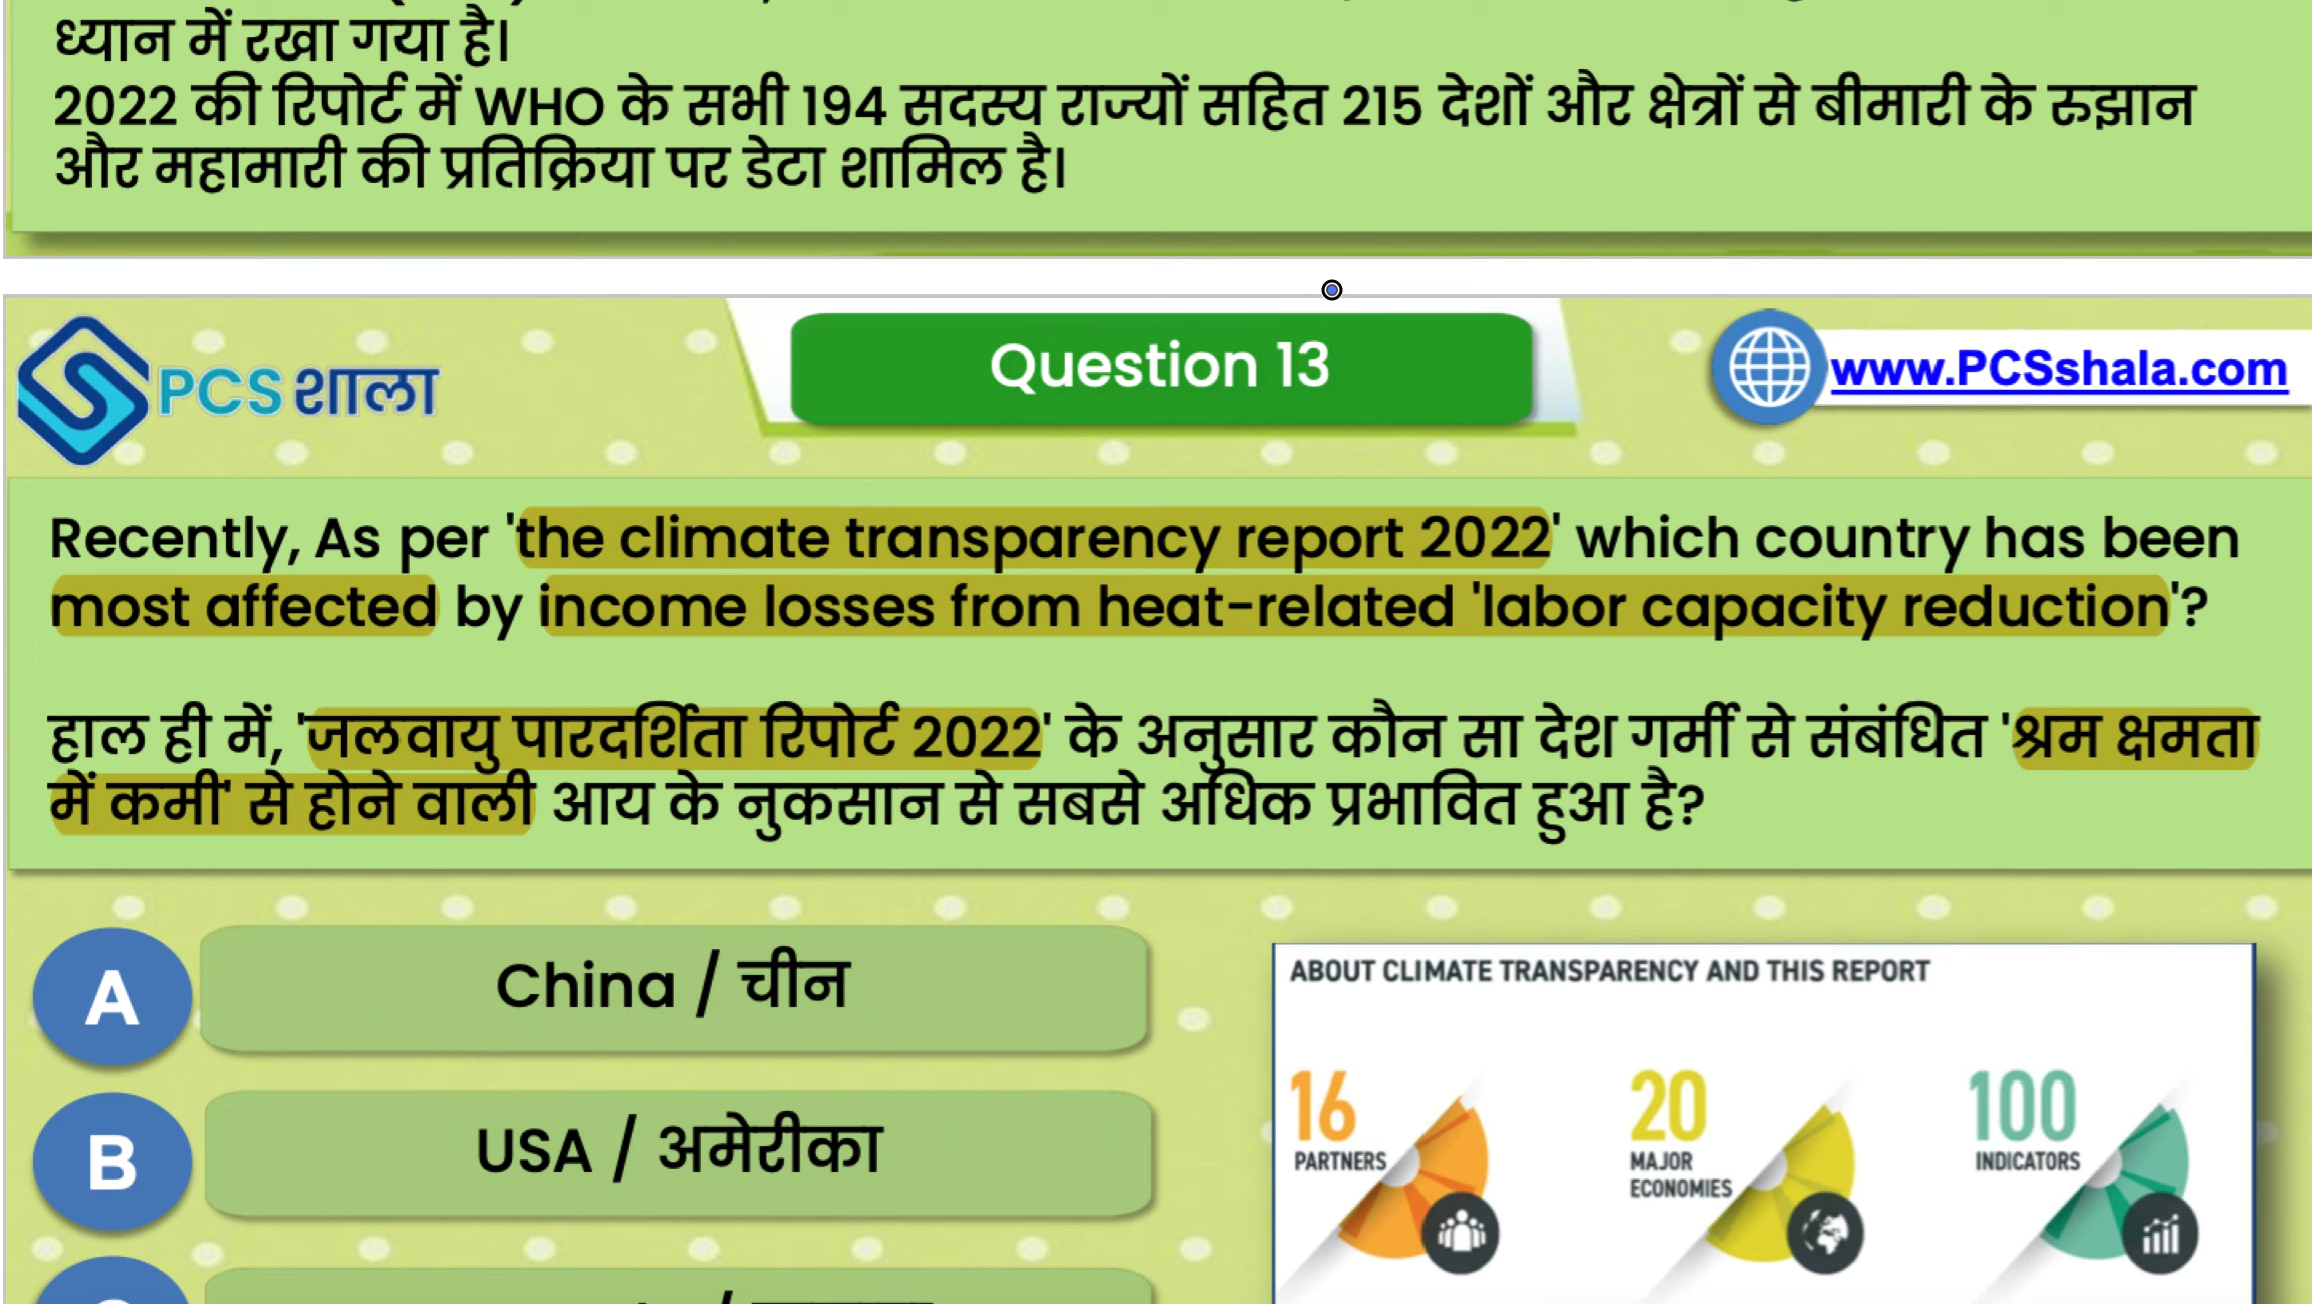 ध्यान में रखा गया है।
2022 की रिपोर्ट में WHO के सभी 194 सदस्य राज्यों सहित 215 देशों और क्षेत्रों से बीमारी के रुझान
और महामारी की प्रतिक्रिया पर डेटा शामिल है।
PCS शाला
Question 13
www.PCSshala.com
Recently, As per 'the climate transparency report 2022' which country has been
most affected by income losses from heat-related 'labor capacity reduction'?
हाल ही में, 'जलवायु पारदर्शिता रिपोर्ट 2022' के अनुसार कौन सा देश गर्मी से संबंधित 'श्रम क्षमता
में कमी' से होने वाली आय के नुकसान से सबसे अधिक प्रभावित हुआ है?
A
China / चीन
B
USA / अमेरीका
ABOUT CLIMATE TRANSPARENCY AND THIS REPORT
16
PARTNERS
20
MAJOR
ECONOMIES
100
INDICATORS